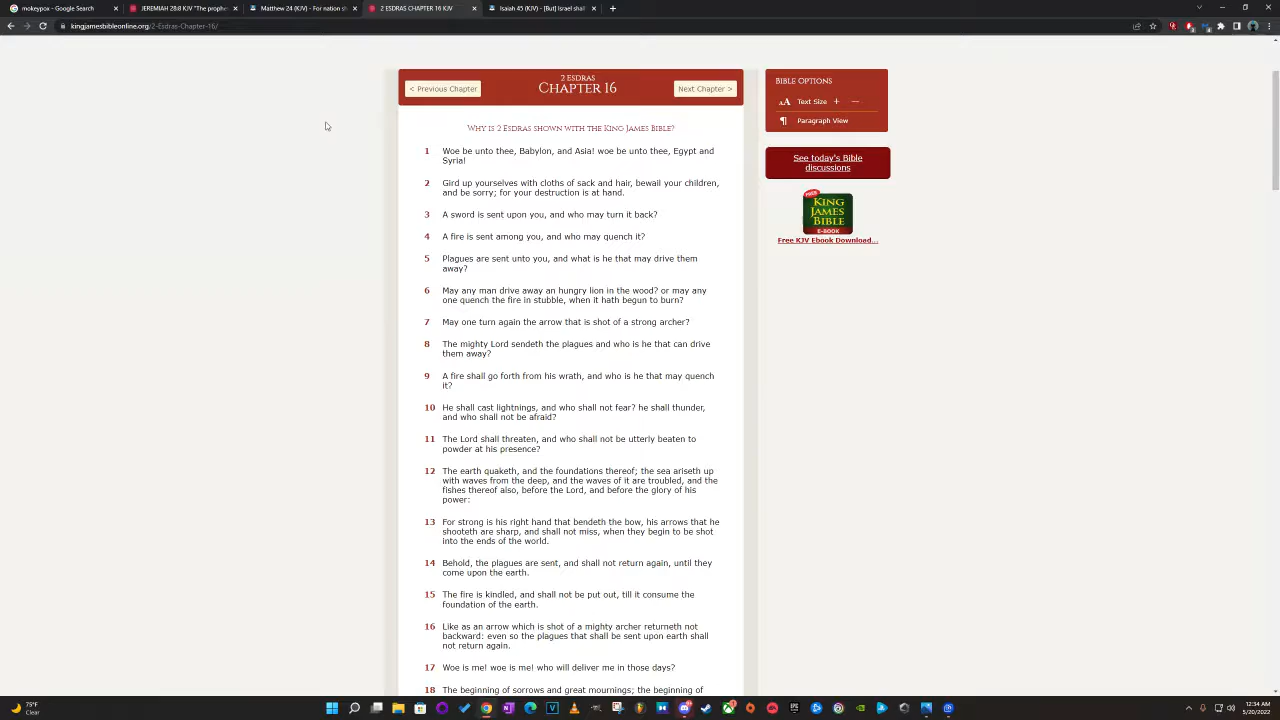 mokeypox - Google Search
JEREMIAH 28:8 KJV "The prophe
Matthew 24 (KJV) - For nation sh
2 ESDRAS CHAPTER 16 KJV
Isaiah 45 (KJV) - [But] Israel shal
kingjamesbibleonline.org/2-Esdras-Chapter-16/
2 ESDRAS
CHAPTER 16
< Previous Chapter
Next Chapter >
WHY IS 2 ESDRAS SHOWN WITH THE KING JAMES BIBLE?
1 Woe be unto thee, Babylon, and Asia! woe be unto thee, Egypt and
Syria!
2 Gird up yourselves with cloths of sack and hair, bewail your children,
and be sorry; for your destruction is at hand.
3 A sword is sent upon you, and who may turn it back?
4 A fire is sent among you, and who may quench it?
5 Plagues are sent unto you, and what is he that may drive them
away?
6 May any man drive away an hungry lion in the wood? or may any
one quench the fire in stubble, when it hath begun to burn?
7 May one turn again the arrow that is shot of a strong archer?
8 The mighty Lord sendeth the plagues and who is he that can drive
them away?
9 A fire shall go forth from his wrath, and who is he that may quench
it?
10 He shall cast lightnings, and who shall not fear? he shall thunder,
and who shall not be afraid?
11 The Lord shall threaten, and who shall not be utterly beaten to
powder at his presence?
12 The earth quaketh, and the foundations thereof; the sea ariseth up
with waves from the deep, and the waves of it are troubled, and the
fishes thereof also, before the Lord, and before the glory of his
power:
13 For strong is his right hand that bendeth the bow, his arrows that he
shooteth are sharp, and shall not miss, when they begin to be shot
into the ends of the world.
14 Behold, the plagues are sent, and shall not return again, until they
come upon the earth.
15 The fire is kindled, and shall not be put out, till it consume the
foundation of the earth.
16 Like as an arrow which is shot of a mighty archer returneth not
backward: even so the plagues that shall be sent upon earth shall
not return again.
17 Woe is me! woe is me! who will deliver me in those days?
18 The beginning of sorrows and great mournings; the beginning of
BIBLE OPTIONS
AA Text Size + —
¶ Paragraph View
See today's Bible
discussions
FREE
KING
JAMES
BIBLE
E-BOOK
Free KJV Ebook Download...
75°F
Clear
12:34 AM
5/20/2022